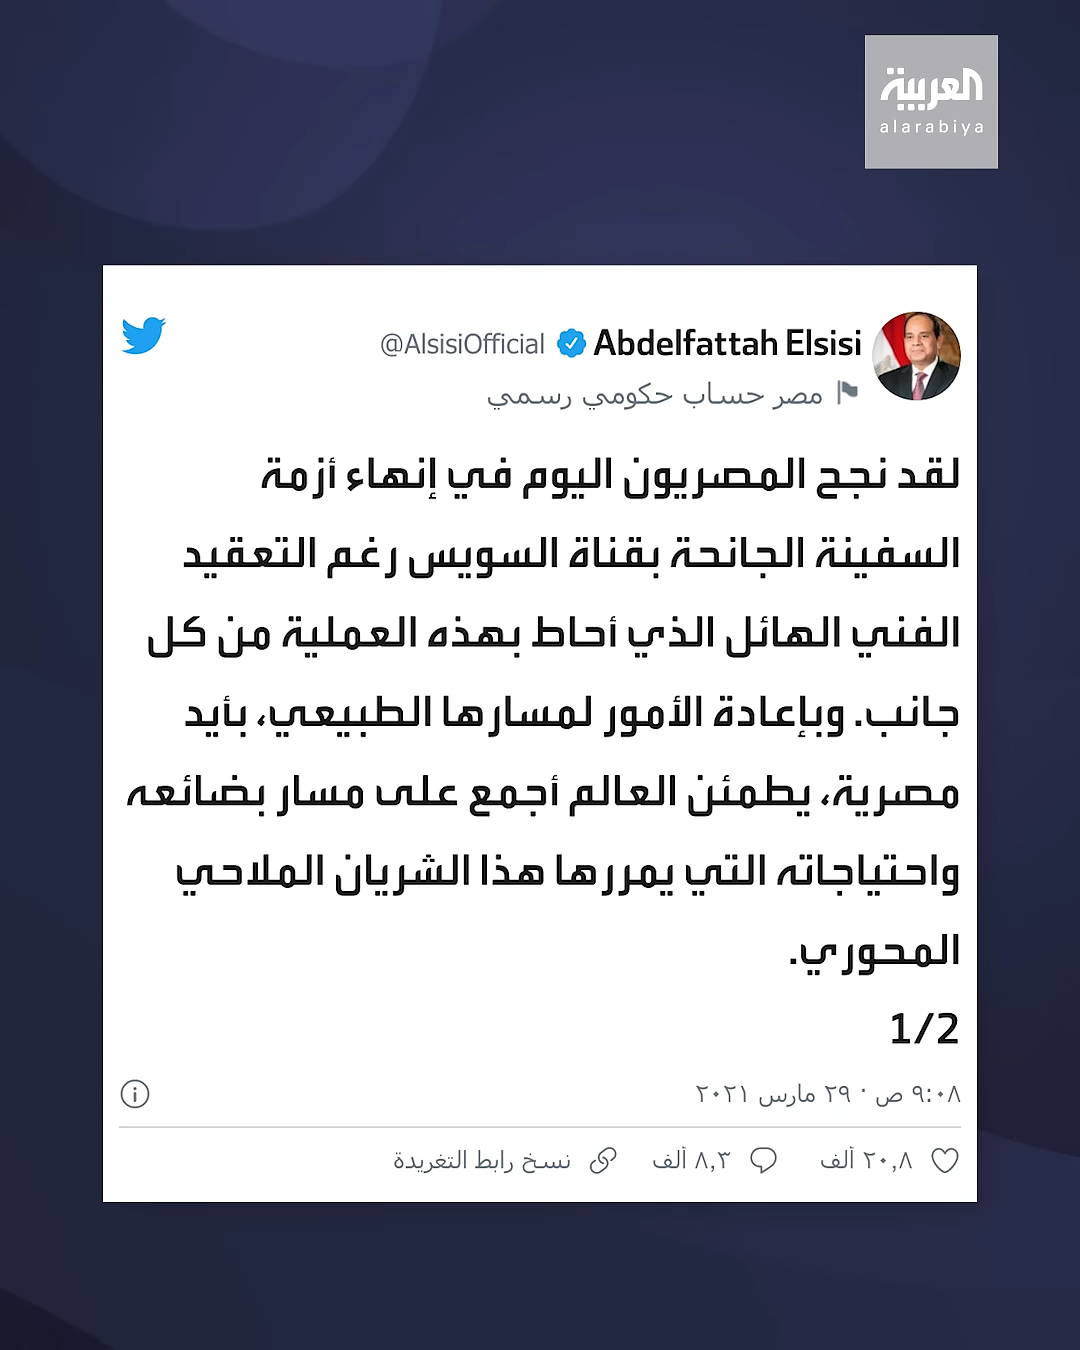 العربية
alarabiya
Abdelfattah Elsisi @AlsisiOfficial
مصر حساب حكومي رسمي
لقد نجح المصريون اليوم في إنهاء أزمة
السفينة الجانحة بقناة السويس رغم التعقيد
الفني الهائل الذي أحاط بهذه العملية من كل
جانب. وبإعادة الأمور لمسارها الطبيعي، بأيد
مصرية، يطمئن العالم أجمع على مسار بضائعه
واحتياجاته التي يمررها هذا الشريان الملاحي
المحوري.
1/2
٩:٠٨ ص · ٢٩ مارس ٢٠٢١
٢٠,٨ ألف ٨,٣ ألف نسخ رابط التغريدة